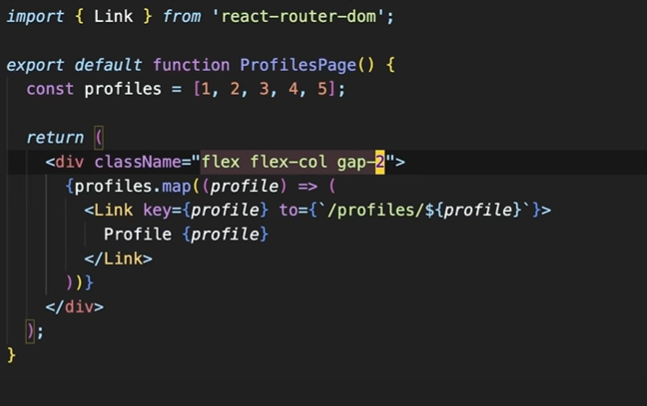 import { Link } from 'react-router-dom';
export default function ProfilesPage() {
const profiles = [1, 2, 3, 4, 5];
return (
<div className="flex flex-col gap-2">
{profiles.map((profile) => (
<Link key={profile} to={`/profiles/${profile}`}>
Profile {profile}
</Link>
))}
</div>
);
}